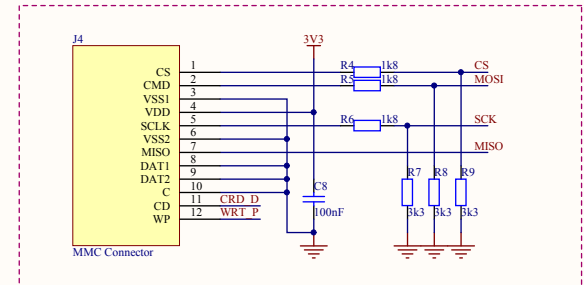 J4
3V3
CS 1 R4 1k8 CS
CMD 2 R5 1k8 MOSI
VSS1 3
VDD 4
SCLK 5 R6 1k8 SCK
VSS2 6
MISO 7 MISO
DAT1 8
DAT2 9
C 10
CD 11 CRD_D
WP 12 WRT_P
C8
100nF
R7 R8 R9
3k3 3k3 3k3
MMC Connector